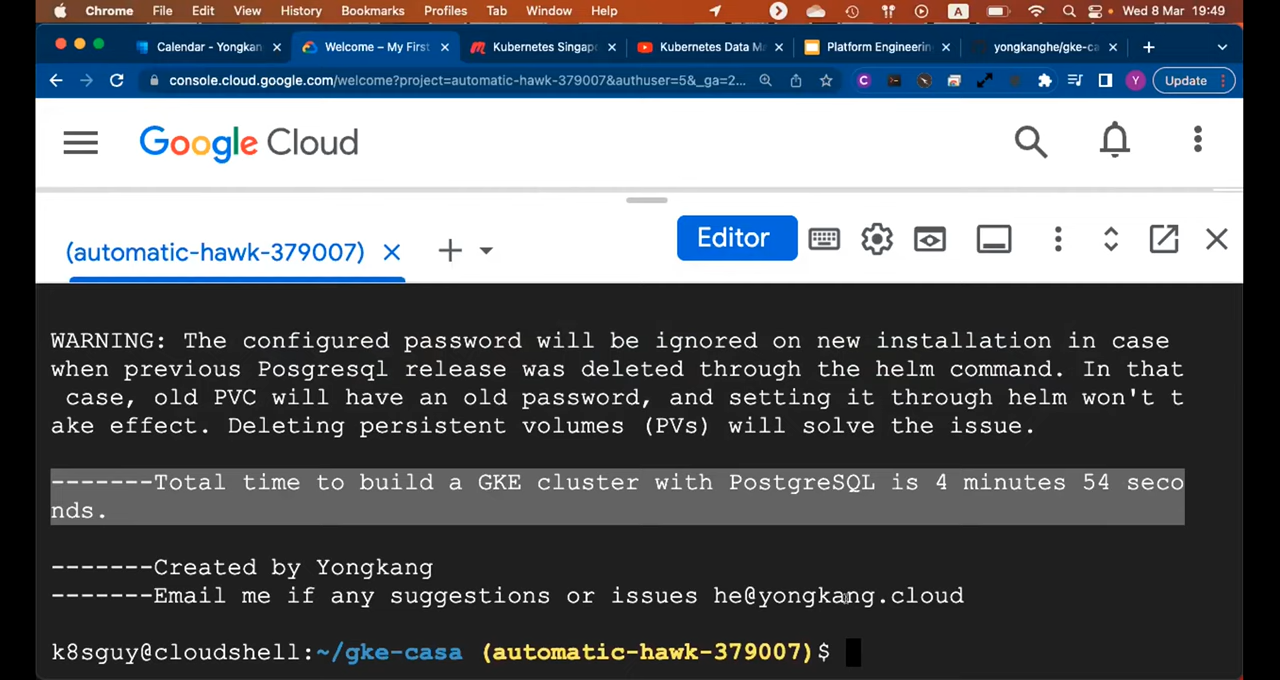 Chrome File Edit View History Bookmarks Profiles Tab Window Help A Wed 8 Mar 19:49
Calendar - Yongkan Welcome – My First Kubernetes Singap Kubernetes Data Ma Platform Engineerin yongkanghe/gke-ca
console.cloud.google.com/welcome?project=automatic-hawk-379007&authuser=5&_ga=2... C Y Update
Google Cloud
(automatic-hawk-379007) Editor
WARNING: The configured password will be ignored on new installation in case
when previous Posgresql release was deleted through the helm command. In that
case, old PVC will have an old password, and setting it through helm won't t
ake effect. Deleting persistent volumes (PVs) will solve the issue.
-------Total time to build a GKE cluster with PostgreSQL is 4 minutes 54 seco
nds.
-------Created by Yongkang
-------Email me if any suggestions or issues he@yongkang.cloud
k8sguy@cloudshell:~/gke-casa (automatic-hawk-379007)$